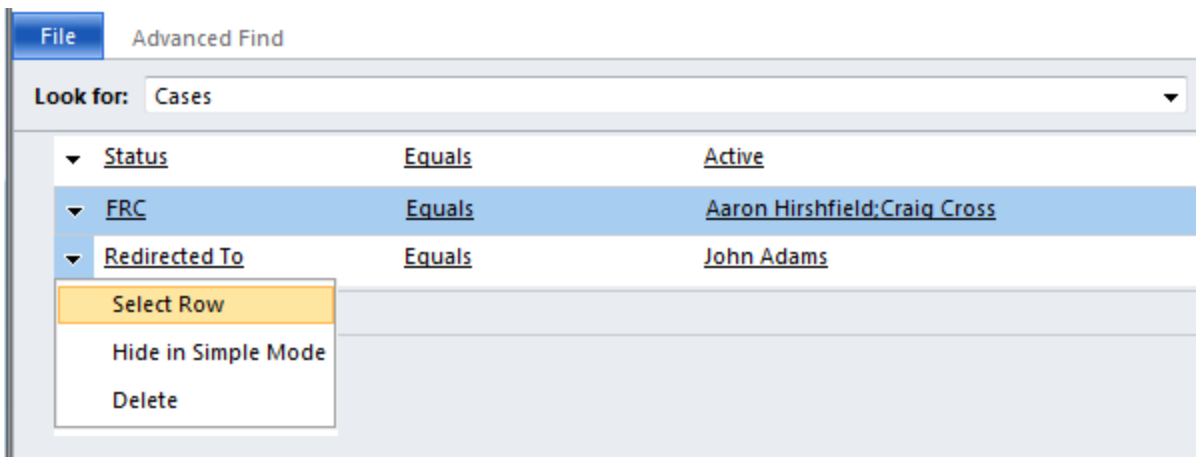 File Advanced Find
Look for: Cases
Status Equals Active
FRC Equals Aaron Hirshfield;Craig Cross
Redirected To Equals John Adams
Select Row
Hide in Simple Mode
Delete